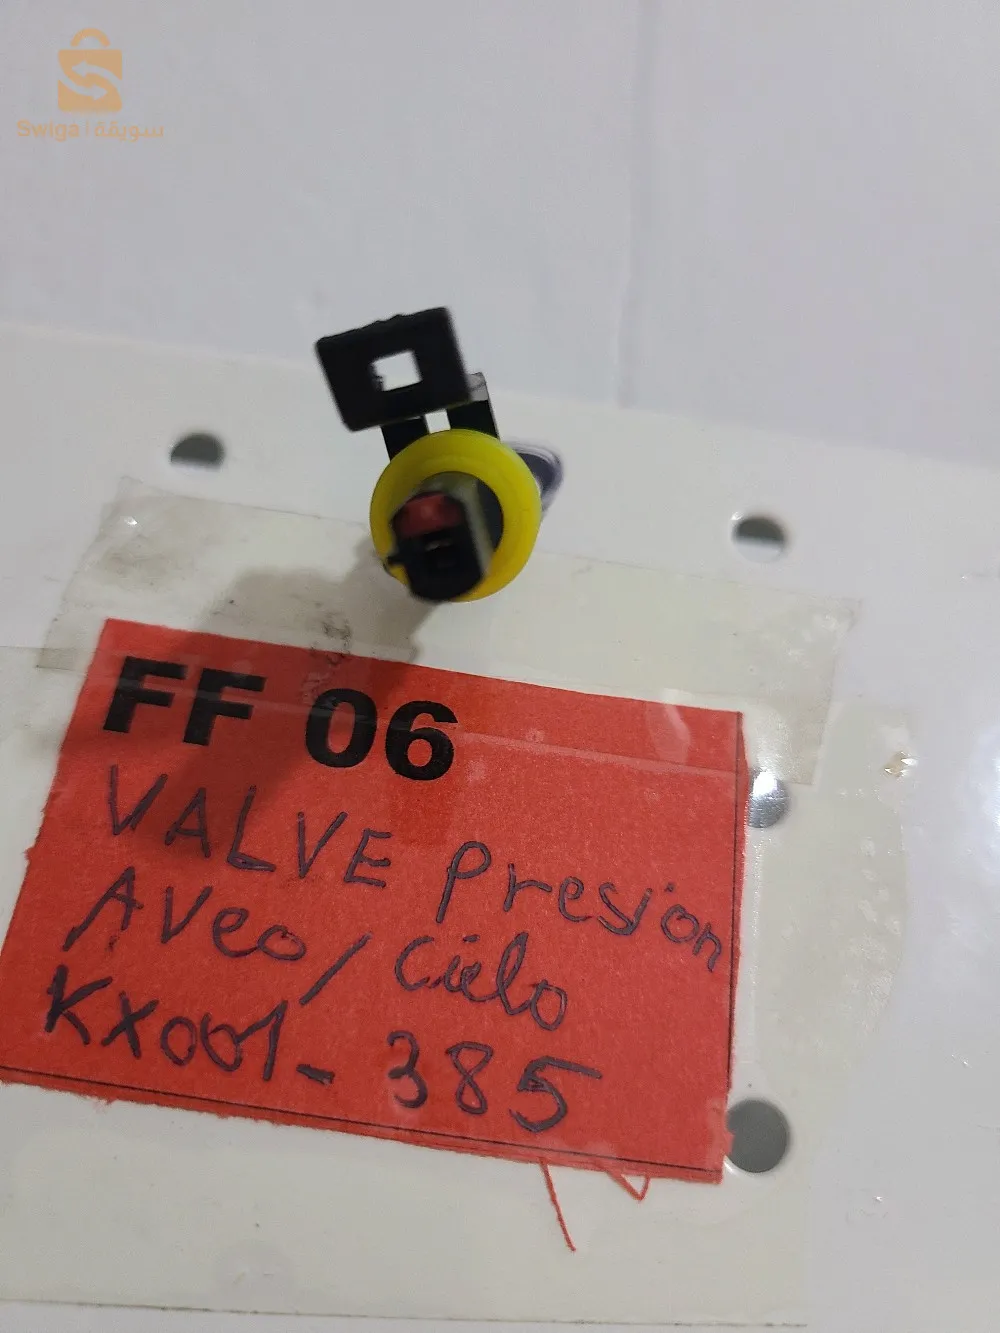 Swiga | سويقة
FF 06
VALVE Presion
AVeo / Cielo
KX001-385